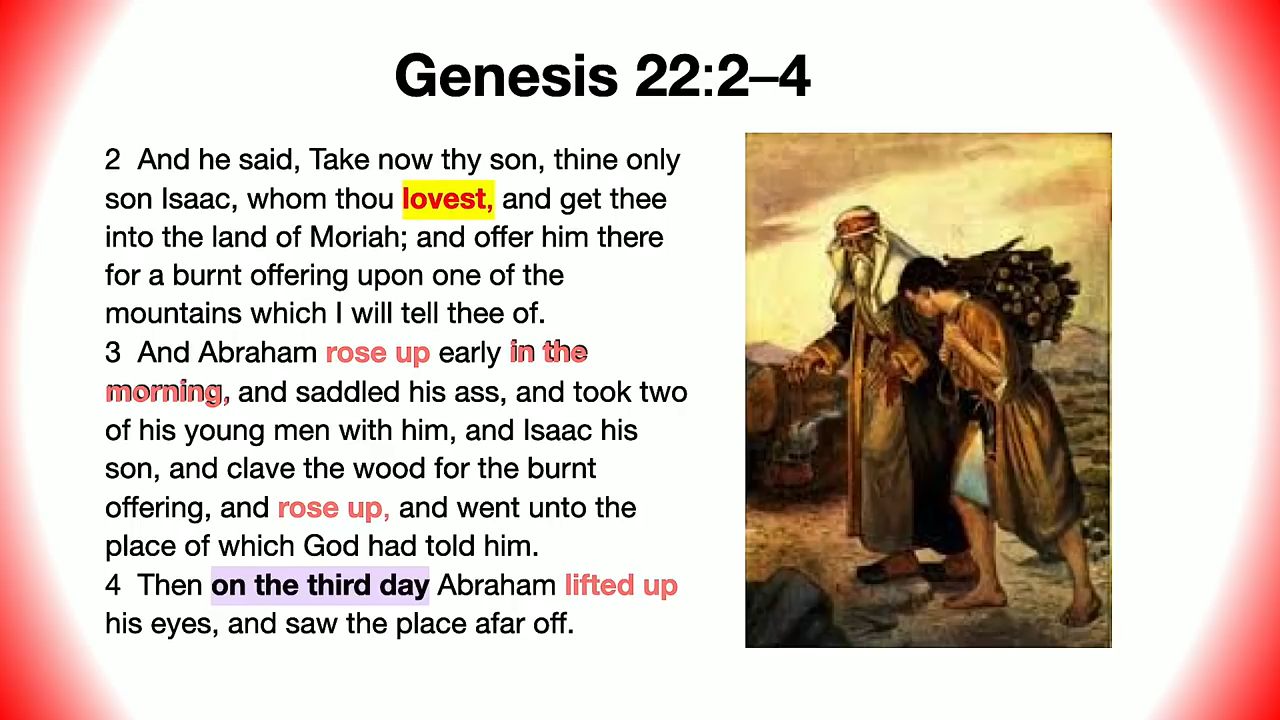 Genesis 22:2–4
2 And he said, Take now thy son, thine only
son Isaac, whom thou lovest, and get thee
into the land of Moriah; and offer him there
for a burnt offering upon one of the
mountains which I will tell thee of.
3 And Abraham rose up early in the
morning, and saddled his ass, and took two
of his young men with him, and Isaac his
son, and clave the wood for the burnt
offering, and rose up, and went unto the
place of which God had told him.
4 Then on the third day Abraham lifted up
his eyes, and saw the place afar off.